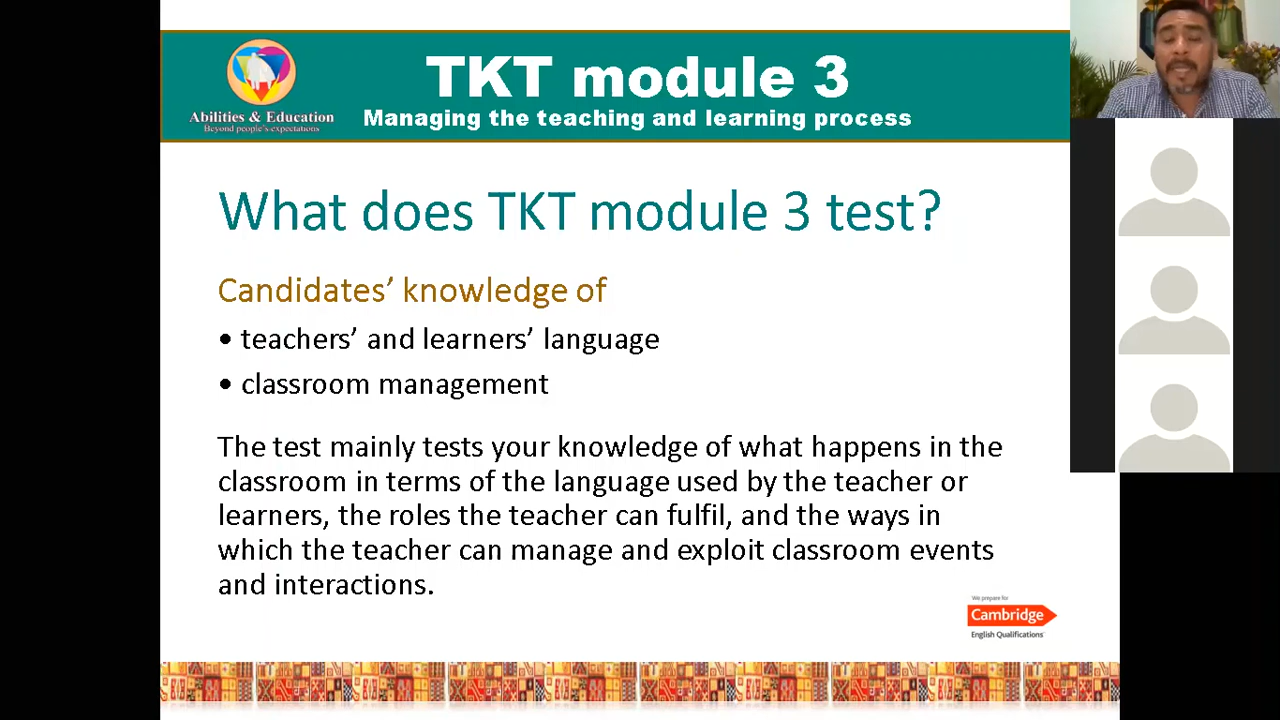 TKT module 3
Abilities & Education
Beyond people's expectations
Managing the teaching and learning process
What does TKT module 3 test?
Candidates’ knowledge of
• teachers’ and learners’ language
• classroom management
The test mainly tests your knowledge of what happens in the
classroom in terms of the language used by the teacher or
learners, the roles the teacher can fulfil, and the ways in
which the teacher can manage and exploit classroom events
and interactions.
We prepare for
Cambridge
English Qualifications